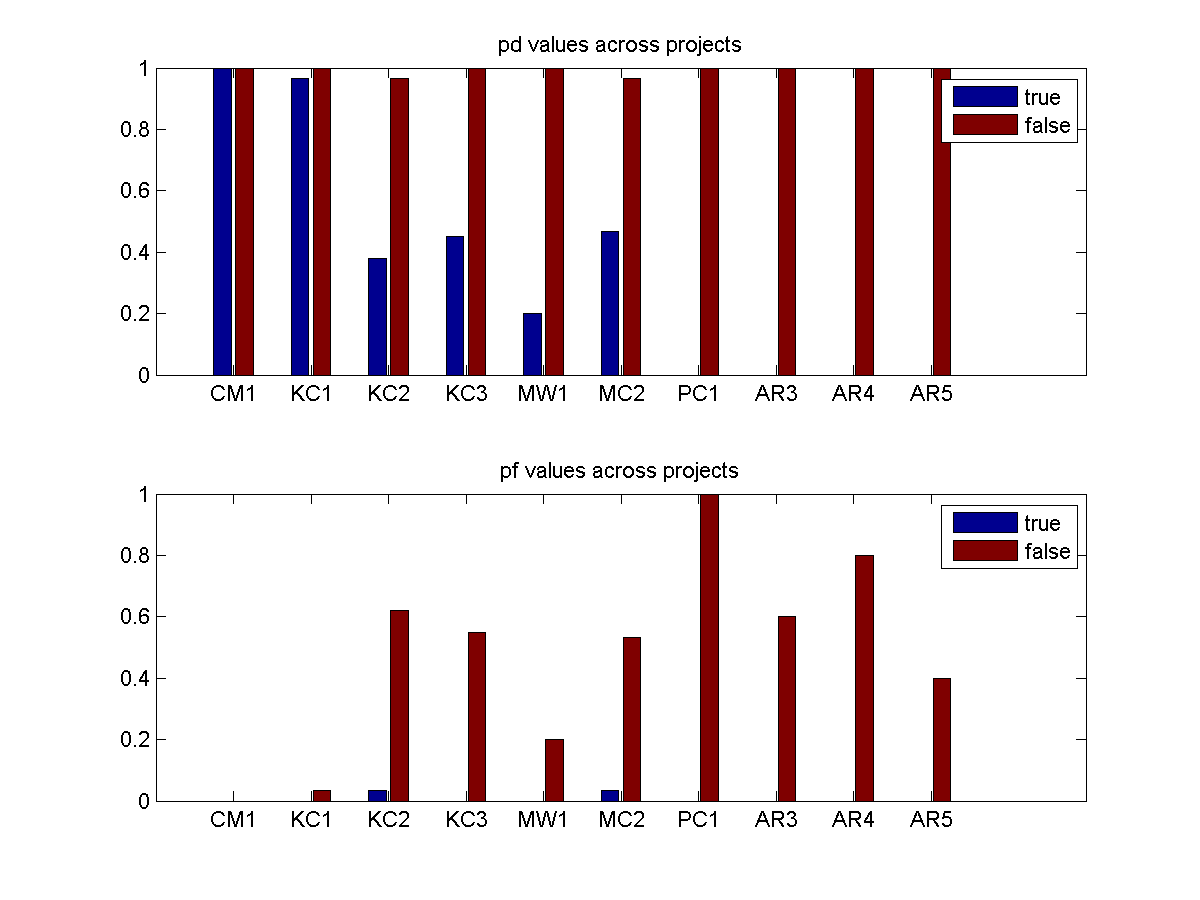 pd values across projects
1
0.8
0.6
0.4
0.2
0
true
false
CM1 KC1 KC2 KC3 MW1 MC2 PC1 AR3 AR4 AR5
pf values across projects
1
0.8
0.6
0.4
0.2
0
true
false
CM1 KC1 KC2 KC3 MW1 MC2 PC1 AR3 AR4 AR5